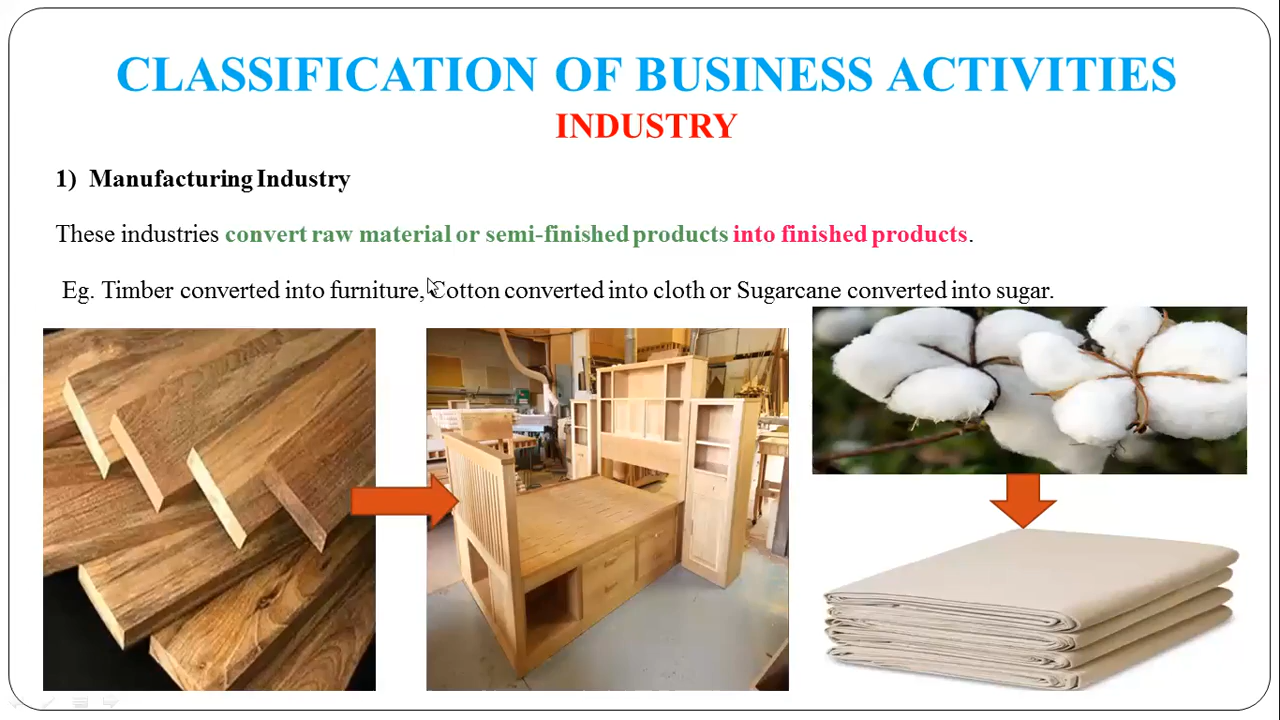 CLASSIFICATION OF BUSINESS ACTIVITIES
INDUSTRY
1) Manufacturing Industry
These industries convert raw material or semi-finished products into finished products.
Eg. Timber converted into furniture, Cotton converted into cloth or Sugarcane converted into sugar.